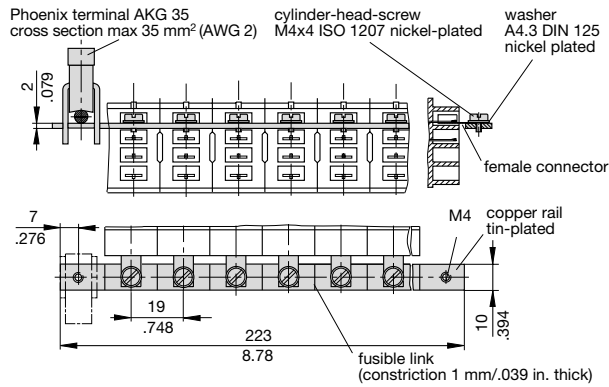 Phoenix terminal AKG 35
cross section max 35 mm² (AWG 2)
cylinder-head-screw
M4x4 ISO 1207 nickel-plated
washer
A4.3 DIN 125
nickel plated
2
.079
female connector
7
.276
M4
copper rail
tin-plated
19
.748
10
.394
223
8.78
fusible link
(constriction 1 mm/.039 in. thick)